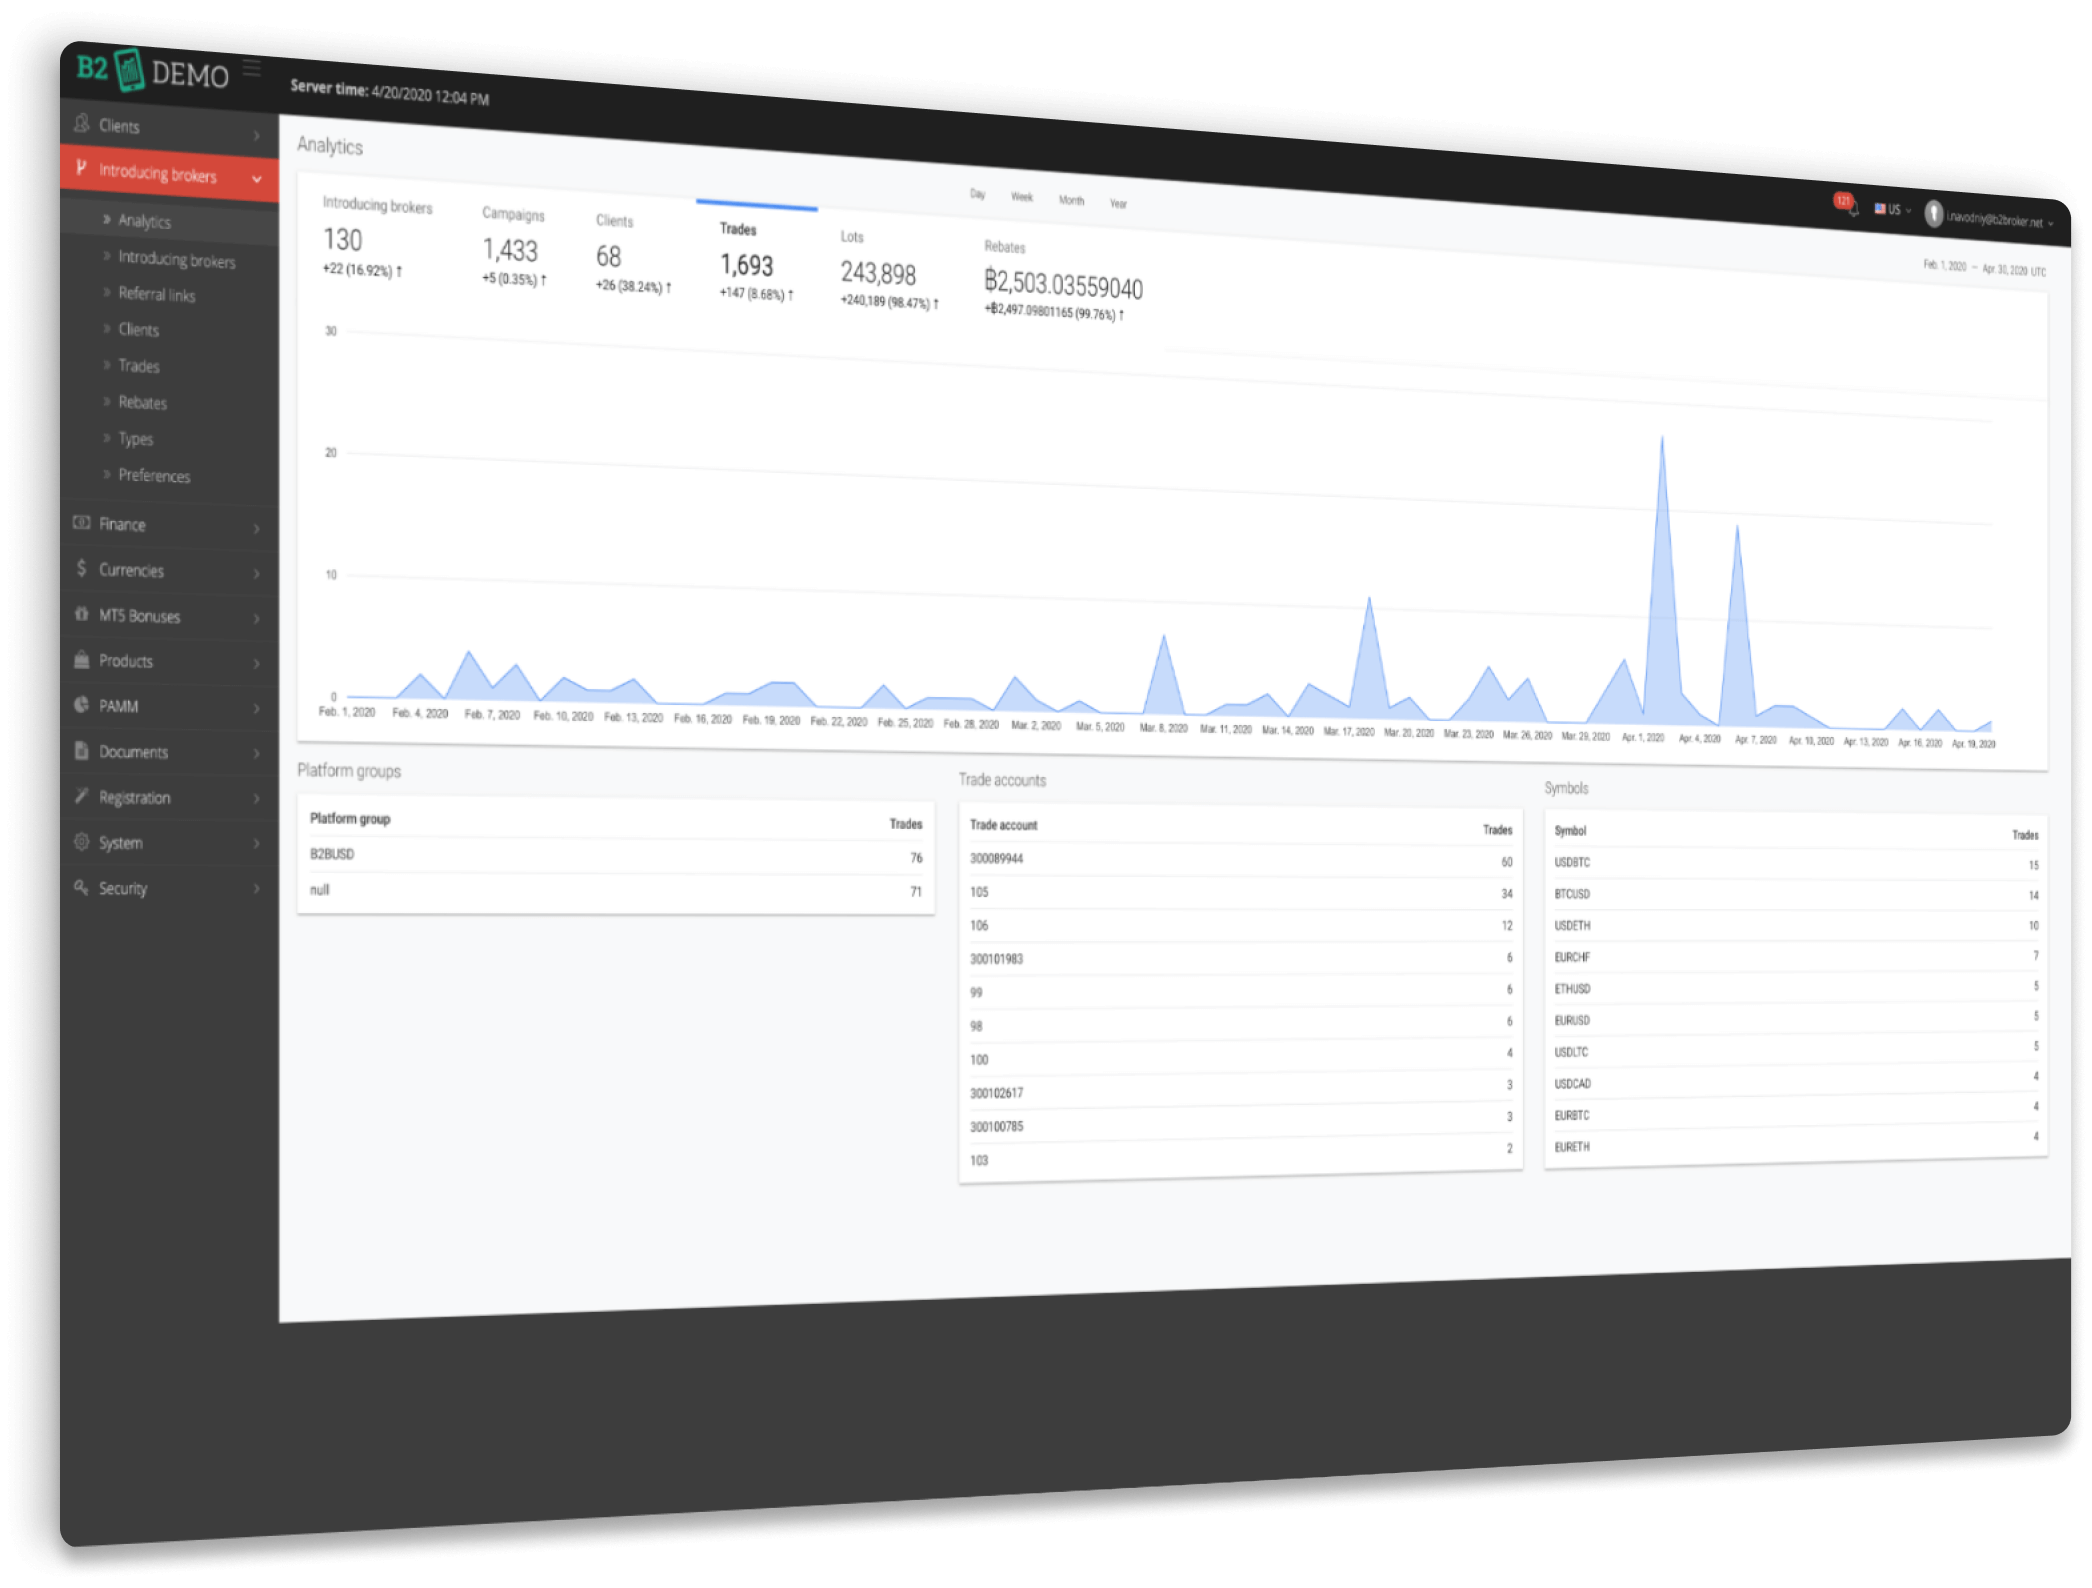 B2 DEMO
Server time: 4/20/2020 12:04 PM
121
US
i.navodniy@b2broker.net
Clients
Introducing brokers
Analytics
Introducing brokers
Referral links
Clients
Trades
Rebates
Types
Preferences
Finance
Currencies
MT5 Bonuses
Products
PAMM
Documents
Registration
System
Security
Analytics
Day Week Month Year
Feb. 1, 2020 – Apr. 30, 2020 UTC
Introducing brokers
130
+22 (16.92%) ↑
Campaigns
1,433
+5 (0.35%) ↑
Clients
68
+26 (38.24%) ↑
Trades
1,693
+147 (8.68%) ↑
Lots
243,898
+240,189 (98.47%) ↑
Rebates
฿2,503.03559040
+฿2,497.09801165 (99.76%) ↑
30
20
10
0
Feb. 1, 2020 Feb. 4, 2020 Feb. 7, 2020 Feb. 10, 2020 Feb. 13, 2020 Feb. 16, 2020 Feb. 19, 2020 Feb. 22, 2020 Feb. 25, 2020 Feb. 28, 2020 Mar. 2, 2020 Mar. 5, 2020 Mar. 8, 2020 Mar. 11, 2020 Mar. 14, 2020 Mar. 17, 2020 Mar. 20, 2020 Mar. 23, 2020 Mar. 26, 2020 Mar. 29, 2020 Apr. 1, 2020 Apr. 4, 2020 Apr. 7, 2020 Apr. 10, 2020 Apr. 13, 2020 Apr. 16, 2020 Apr. 19, 2020
Platform groups
Platform group Trades
B2BUSD 76
null 71
Trade accounts
Trade account Trades
300089944 60
105 34
106 12
300101983 6
99 6
98 6
100 4
300102617 3
300100785 3
103 2
Symbols
Symbol Trades
USDBTC 15
BTCUSD 14
USDETH 10
EURCHF 7
ETHUSD 5
EURUSD 5
USDLTC 5
USDCAD 4
EURBTC 4
EURETH 4